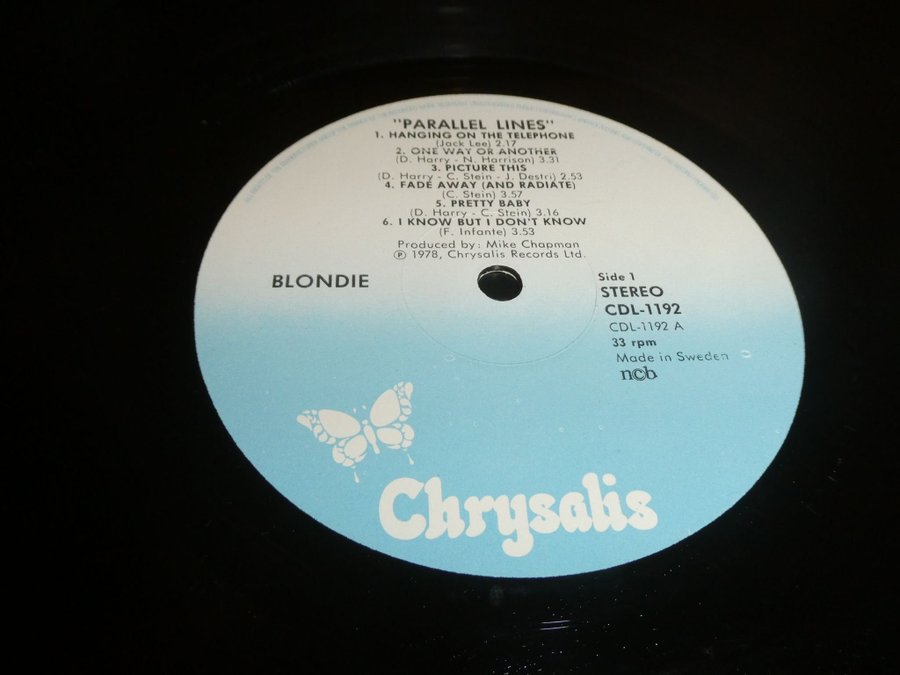 "PARALLEL LINES"
1. HANGING ON THE TELEPHONE
(Jack Lee) 2.17
2. ONE WAY OR ANOTHER
(D. Harry - N. Harrison) 3.31
3. PICTURE THIS
(D. Harry - C. Stein - J. Destri) 2.53
4. FADE AWAY (AND RADIATE)
(C. Stein) 3.57
5. PRETTY BABY
(D. Harry - C. Stein) 3.16
6. I KNOW BUT I DON'T KNOW
(F. Infante) 3.53
Produced by: Mike Chapman
℗ 1978, Chrysalis Records Ltd.
BLONDIE
Side 1
STEREO
CDL-1192
CDL-1192 A
33 rpm
Made in Sweden
ncb
Chrysalis